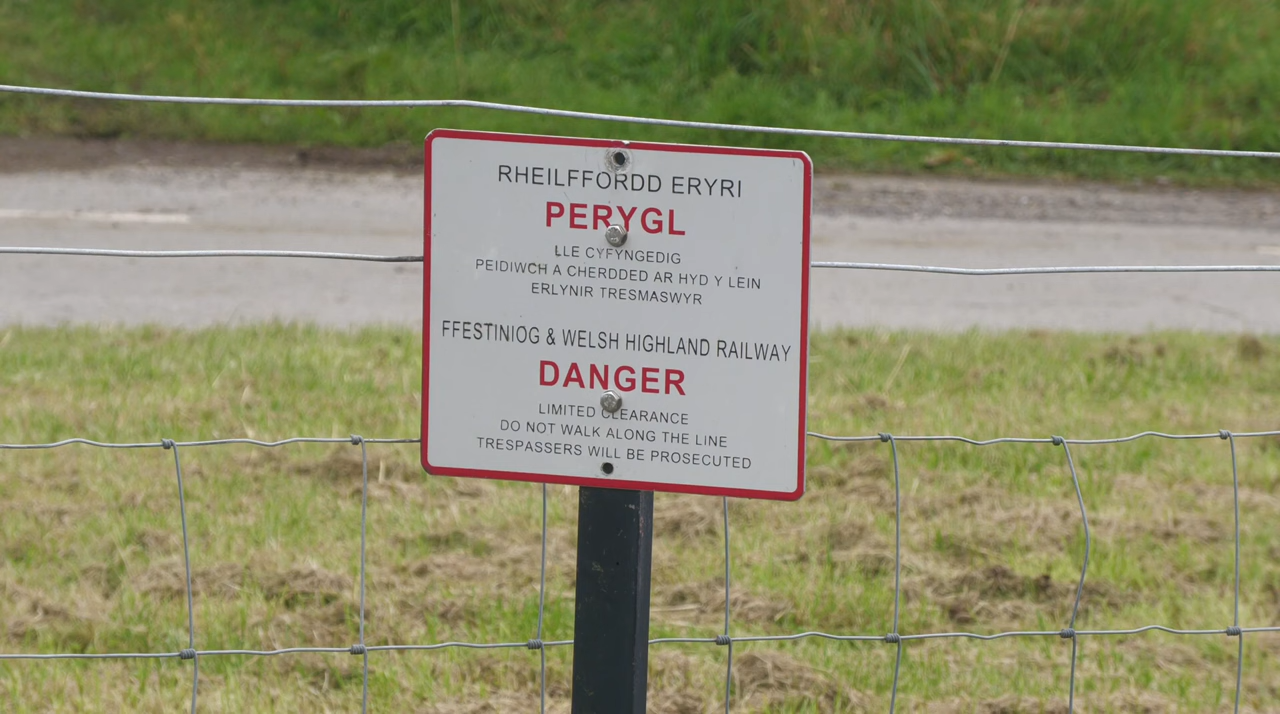 RHEILFFORDD ERYRI
PERYGL
LLE CYFYNGEDIG
PEIDIWCH A CHERDDED AR HYD Y LEIN
ERLYNIR TRESMASWYR
FFESTINIOG & WELSH HIGHLAND RAILWAY
DANGER
LIMITED CLEARANCE
DO NOT WALK ALONG THE LINE
TRESPASSERS WILL BE PROSECUTED